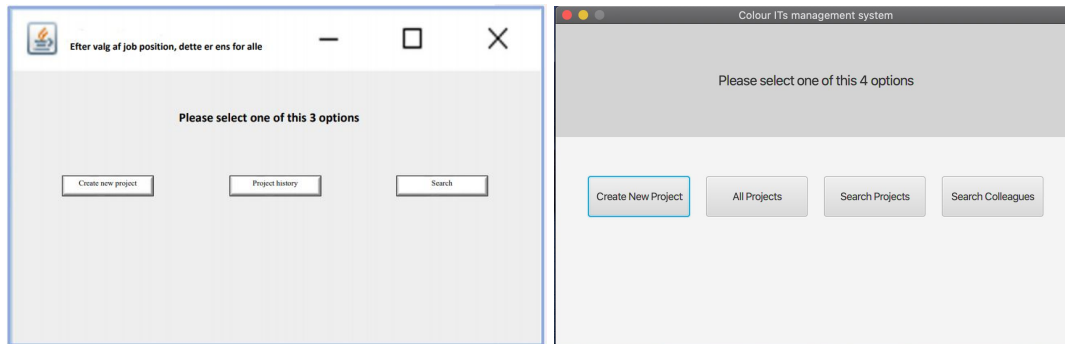 Efter valg af job position, dette er ens for alle
Please select one of this 3 options
Create new project
Project history
Search
Colour ITs management system
Please select one of this 4 options
Create New Project
All Projects
Search Projects
Search Colleagues